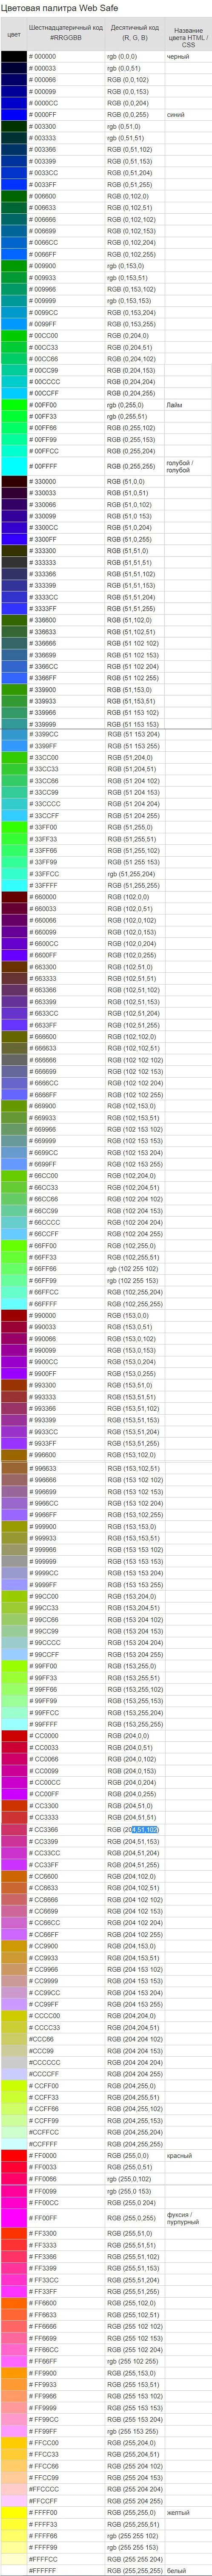 Цветовая палитра Web Safe
цвет Шестнадцатеричный код #RRGGBB Десятичный код (R, G, B) Название цвета HTML / CSS
# 000000 rgb (0,0,0) черный
# 000033 rgb (0,0,51)
# 000066 RGB (0,0,102)
# 000099 RGB (0,0,153)
# 0000CC RGB (0,0,204)
# 0000FF RGB (0,0,255) синий
# 003300 rgb (0,51,0)
# 003333 rgb (0,51,51)
# 003366 RGB (0,51,102)
# 003399 RGB (0,51,153)
# 0033CC RGB (0,51,204)
# 0033FF RGB (0,51,255)
# 006600 RGB (0,102,0)
# 006633 RGB (0,102,51)
# 006666 RGB (0,102,102)
# 006699 RGB (0,102,153)
# 0066CC RGB (0,102,204)
# 0066FF RGB (0,102,255)
# 009900 RGB (0,153,0)
# 009933 RGB (0,153,51)
# 009966 RGB (0,153,102)
# 009999 RGB (0,153,153)
# 0099CC RGB (0,153,204)
# 0099FF RGB (0,153,255)
# 00CC00 RGB (0,204,0)
# 00CC33 RGB (0,204,51)
# 00CC66 RGB (0,204,102)
# 00CC99 RGB (0,204,153)
# 00CCCC RGB (0,204,204)
# 00CCFF RGB (0,204,255)
# 00FF00 rgb (0,255,0) Лайм
# 00FF33 rgb (0,255,51)
# 00FF66 RGB (0,255,102)
# 00FF99 RGB (0,255,153)
# 00FFCC RGB (0,255,204)
# 00FFFF RGB (0,255,255) голубой / голубой
# 330000 RGB (51,0,0)
# 330033 RGB (51,0,51)
# 330066 RGB (51,0,102)
# 330099 RGB (51,0 153)
# 3300CC RGB (51,0,204)
# 3300FF RGB (51,0,255)
# 333300 RGB (51,51,0)
# 333333 RGB (51,51,51)
# 333366 RGB (51,51,102)
# 333399 RGB (51,51,153)
# 3333CC RGB (51,51,204)
# 3333FF RGB (51,51,255)
# 336600 RGB (51,102,0)
# 336633 RGB (51,102,51)
# 336666 RGB (51 102 102)
# 336699 RGB (51 102 153)
# 3366CC RGB (51 102 204)
# 3366FF RGB (51 102 255)
# 339900 RGB (51,153,0)
# 339933 RGB (51,153,51)
# 339966 RGB (51 153 102)
# 339999 RGB (51 153 153)
# 3399CC RGB (51 153 204)
# 3399FF RGB (51 153 255)
# 33CC00 RGB (51,204,0)
# 33CC33 RGB (51,204,51)
# 33CC66 RGB (51 204 102)
# 33CC99 RGB (51 204 153)
# 33CCCC RGB (51 204 204)
# 33CCFF RGB (51 204 255)
# 33FF00 RGB (51,255,0)
# 33FF33 RGB (51,255,51)
# 33FF66 RGB (51,255,102)
# 33FF99 RGB (51 255 153)
# 33FFCC rgb (51,255,204)
# 33FFFF RGB (51,255,255)
# 660000 RGB (102,0,0)
# 660033 RGB (102,0,51)
# 660066 RGB (102,0,102)
# 660099 RGB (102,0,153)
# 6600CC RGB (102,0,204)
# 6600FF RGB (102,0,255)
# 663300 RGB (102,51,0)
# 663333 RGB (102,51,51)
# 663366 RGB (102,51,102)
# 663399 RGB (102,51,153)
# 6633CC RGB (102,51,204)
# 6633FF RGB (102,51,255)
# 666600 RGB (102,102,0)
# 666633 RGB (102,102,51)
# 666666 RGB (102 102 102)
# 666699 RGB (102 102 153)
# 6666CC RGB (102 102 204)
# 6666FF RGB (102 102 255)
# 669900 RGB (102,153,0)
# 669933 RGB (102,153,51)
# 669966 RGB (102 153 102)
# 669999 RGB (102 153 153)
# 6699CC RGB (102 153 204)
# 6699FF RGB (102 153 255)
# 66CC00 RGB (102,204,0)
# 66CC33 RGB (102,204,51)
# 66CC66 RGB (102 204 102)
# 66CC99 RGB (102 204 153)
# 66CCCC RGB (102 204 204)
# 66CCFF RGB (102 204 255)
# 66FF00 RGB (102,255,0)
# 66FF33 RGB (102,255,51)
# 66FF66 rgb (102 255 102)
# 66FF99 rgb (102 255 153)
# 66FFCC RGB (102,255,204)
# 66FFFF RGB (102,255,255)
# 990000 RGB (153,0,0)
# 990033 RGB (153,0,51)
# 990066 RGB (153,0,102)
# 990099 RGB (153,0,153)
# 9900CC RGB (153,0,204)
# 9900FF RGB (153,0,255)
# 993300 RGB (153,51,0)
# 993333 RGB (153,51,51)
# 993366 RGB (153,51,102)
# 993399 RGB (153,51,153)
# 9933CC RGB (153,51,204)
# 9933FF RGB (153,51,255)
# 996600 RGB (153,102,0)
# 996633 RGB (153,102,51)
# 996666 RGB (153 102 102)
# 996699 RGB (153 102 153)
# 9966CC RGB (153 102 204)
# 9966FF RGB (153,102,255)
# 999900 RGB (153,153,0)
# 999933 RGB (153,153,51)
# 999966 RGB (153 153 102)
# 999999 RGB (153 153 153)
# 9999CC RGB (153 153 204)
# 9999FF RGB (153 153 255)
# 99CC00 RGB (153,204,0)
# 99CC33 RGB (153,204,51)
# 99CC66 RGB (153 204 102)
# 99CC99 RGB (153 204 153)
# 99CCCC RGB (153 204 204)
# 99CCFF RGB (153 204 255)
# 99FF00 RGB (153,255,0)
# 99FF33 RGB (153,255,51)
# 99FF66 RGB (153,255,102)
# 99FF99 RGB (153,255,153)
# 99FFCC RGB (153,255,204)
# 99FFFF RGB (153,255,255)
# CC0000 RGB (204,0,0)
# CC0033 RGB (204,0,51)
# CC0066 RGB (204,0,102)
# CC0099 RGB (204,0,153)
# CC00CC RGB (204,0,204)
# CC00FF RGB (204,0,255)
# CC3300 RGB (204,51,0)
# CC3333 RGB (204,51,51)
# CC3366 RGB (204,51,102)
# CC3399 RGB (204,51,153)
# CC33CC RGB (204,51,204)
# CC33FF RGB (204,51,255)
# CC6600 RGB (204,102,0)
# CC6633 RGB (204,102,51)
# CC6666 RGB (204 102 102)
# CC6699 RGB (204 102 153)
# CC66CC RGB (204 102 204)
# CC66FF RGB (204 102 255)
# CC9900 RGB (204,153,0)
# CC9933 RGB (204,153,51)
# CC9966 RGB (204 153 102)
# CC9999 RGB (204 153 153)
# CC99CC RGB (204 153 204)
# CC99FF RGB (204 153 255)
# CCCC00 RGB (204,204,0)
# CCCC33 RGB (204,204,51)
#CCC66 RGB (204 204 102)
#CCC99 RGB (204 204 153)
#CCCCCC RGB (204 204 204)
#CCCCFF RGB (204 204 255)
# CCFF00 RGB (204,255,0)
# CCFF33 RGB (204,255,51)
# CCFF66 RGB (204,255,102)
# CCFF99 RGB (204,255,153)
#CCFFCC RGB (204,255,204)
#CCFFFF RGB (204,255,255)
# FF0000 RGB (255,0,0) красный
# FF0033 RGB (255,0,51)
# FF0066 rgb (255,0,102)
# FF0099 rgb (255,0 153)
# FF00CC RGB (255,0 204)
# FF00FF RGB (255,0,255) фуксия / пурпурный
# FF3300 RGB (255,51,0)
# FF3333 RGB (255,51,51)
# FF3366 RGB (255,51,102)
# FF3399 RGB (255,51,153)
# FF33CC RGB (255,51,204)
# FF33FF RGB (255,51,255)
# FF6600 RGB (255,102,0)
# FF6633 RGB (255,102,51)
# FF6666 RGB (255 102 102)
# FF6699 RGB (255 102 153)
# FF66CC RGB (255 102 204)
# FF66FF rgb (255 102 255)
# FF9900 RGB (255,153,0)
# FF9933 RGB (255,153,51)
# FF9966 RGB (255 153 102)
# FF9999 RGB (255 153 153)
# FF99CC RGB (255 153 204)
# FF99FF rgb (255 153 255)
# FFCC00 RGB (255,204,0)
# FFCC33 RGB (255,204,51)
# FFCC66 RGB (255 204 102)
# FFCC99 RGB (255 204 153)
#FFCCCC RGB (255 204 204)
#FFCCFF RGB (255 204 255)
# FFFF00 RGB (255,255,0) желтый
# FFFF33 RGB (255,255,51)
# FFFF66 rgb (255 255 102)
# FFFF99 rgb (255 255 153)
#FFFFCC RGB (255 255 204)
#FFFFFF RGB (255,255,255) белый